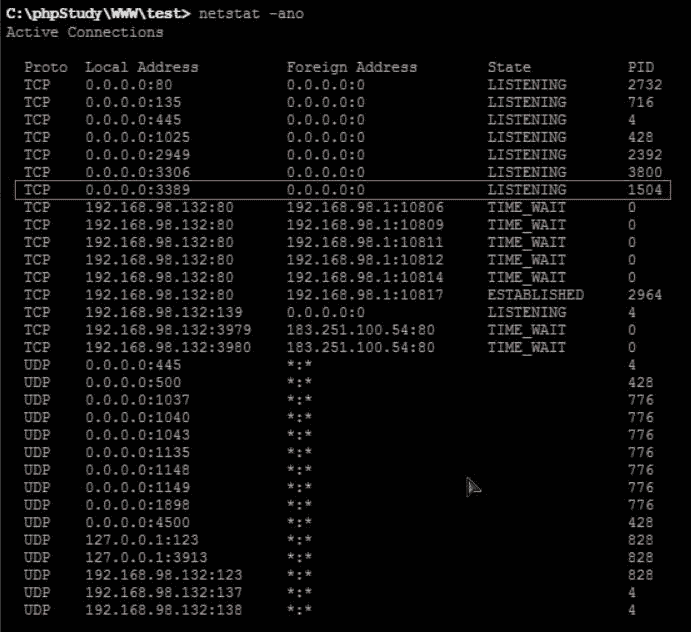 C:\phpStudy\WWW\test> netstat -ano
Active Connections
Proto Local Address Foreign Address State PID
TCP 0.0.0.0:80 0.0.0.0:0 LISTENING 2732
TCP 0.0.0.0:135 0.0.0.0:0 LISTENING 716
TCP 0.0.0.0:445 0.0.0.0:0 LISTENING 4
TCP 0.0.0.0:1025 0.0.0.0:0 LISTENING 428
TCP 0.0.0.0:2949 0.0.0.0:0 LISTENING 2392
TCP 0.0.0.0:3306 0.0.0.0:0 LISTENING 3800
TCP 0.0.0.0:3389 0.0.0.0:0 LISTENING 1504
TCP 192.168.98.132:80 192.168.98.1:10806 TIME_WAIT 0
TCP 192.168.98.132:80 192.168.98.1:10809 TIME_WAIT 0
TCP 192.168.98.132:80 192.168.98.1:10811 TIME_WAIT 0
TCP 192.168.98.132:80 192.168.98.1:10812 TIME_WAIT 0
TCP 192.168.98.132:80 192.168.98.1:10814 TIME_WAIT 0
TCP 192.168.98.132:80 192.168.98.1:10817 ESTABLISHED 2964
TCP 192.168.98.132:139 0.0.0.0:0 LISTENING 4
TCP 192.168.98.132:3979 183.251.100.54:80 TIME_WAIT 0
TCP 192.168.98.132:3980 183.251.100.54:80 TIME_WAIT 0
UDP 0.0.0.0:445 *:* 4
UDP 0.0.0.0:500 *:* 428
UDP 0.0.0.0:1037 *:* 776
UDP 0.0.0.0:1040 *:* 776
UDP 0.0.0.0:1043 *:* 776
UDP 0.0.0.0:1135 *:* 776
UDP 0.0.0.0:1148 *:* 776
UDP 0.0.0.0:1149 *:* 776
UDP 0.0.0.0:1898 *:* 776
UDP 0.0.0.0:4500 *:* 428
UDP 127.0.0.1:123 *:* 828
UDP 127.0.0.1:3913 *:* 828
UDP 192.168.98.132:123 *:* 828
UDP 192.168.98.132:137 *:* 4
UDP 192.168.98.132:138 *:* 4